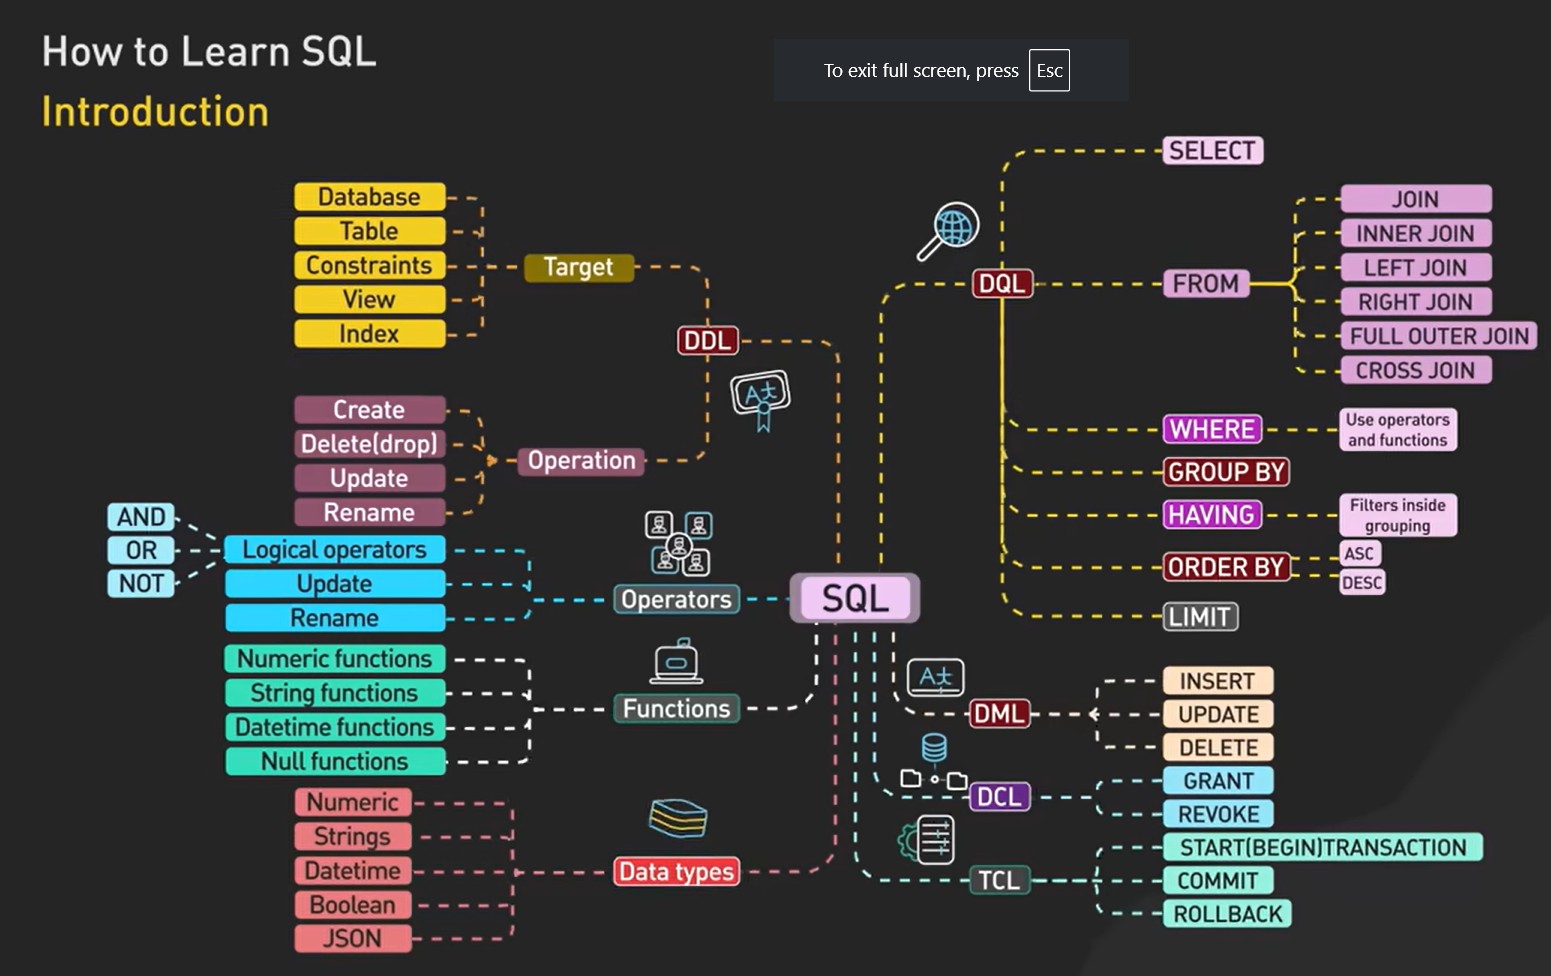 How to Learn SQL
Introduction
To exit full screen, press Esc
Database
Table
Constraints
View
Index
Target
DDL
Create
Delete(drop)
Update
Rename
Operation
AND
OR
NOT
Logical operators
Update
Rename
Operators
Numeric functions
String functions
Datetime functions
Null functions
Functions
Numeric
Strings
Datetime
Boolean
JSON
Data types
SQL
DQL
SELECT
FROM
JOIN
INNER JOIN
LEFT JOIN
RIGHT JOIN
FULL OUTER JOIN
CROSS JOIN
WHERE
Use operators
and functions
GROUP BY
HAVING
Filters inside
grouping
ORDER BY
ASC
DESC
LIMIT
DML
INSERT
UPDATE
DELETE
DCL
GRANT
REVOKE
TCL
START(BEGIN)TRANSACTION
COMMIT
ROLLBACK